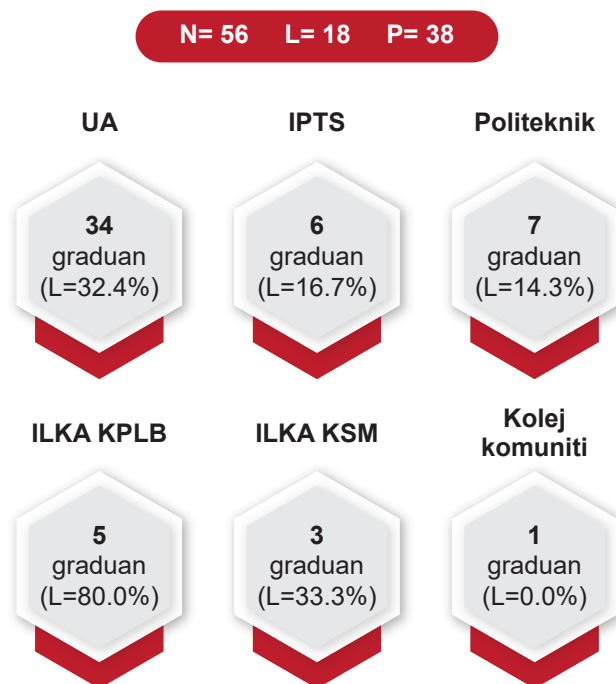 N= 56 L= 18 P= 38
UA
34
graduan
(L=32.4%)
IPTS
6
graduan
(L=16.7%)
Politeknik
7
graduan
(L=14.3%)
ILKA KPLB
5
graduan
(L=80.0%)
ILKA KSM
3
graduan
(L=33.3%)
Kolej
komuniti
1
graduan
(L=0.0%)